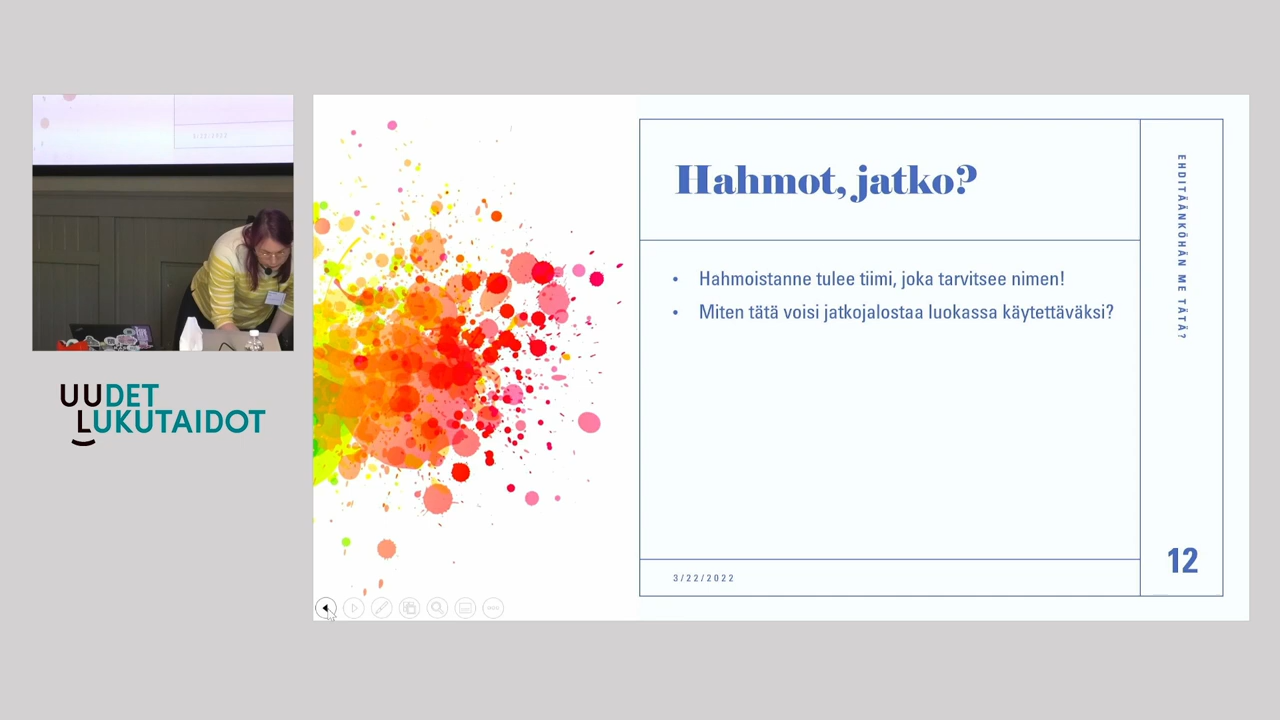 UUDET
LUKUTAIDOT
Hahmot, jatko?
• Hahmoistanne tulee tiimi, joka tarvitsee nimen!
• Miten tätä voisi jatkojalostaa luokassa käytettäväksi?
EHDITÄÄNKÖHÄN ME TÄTÄ?
12
3/22/2022